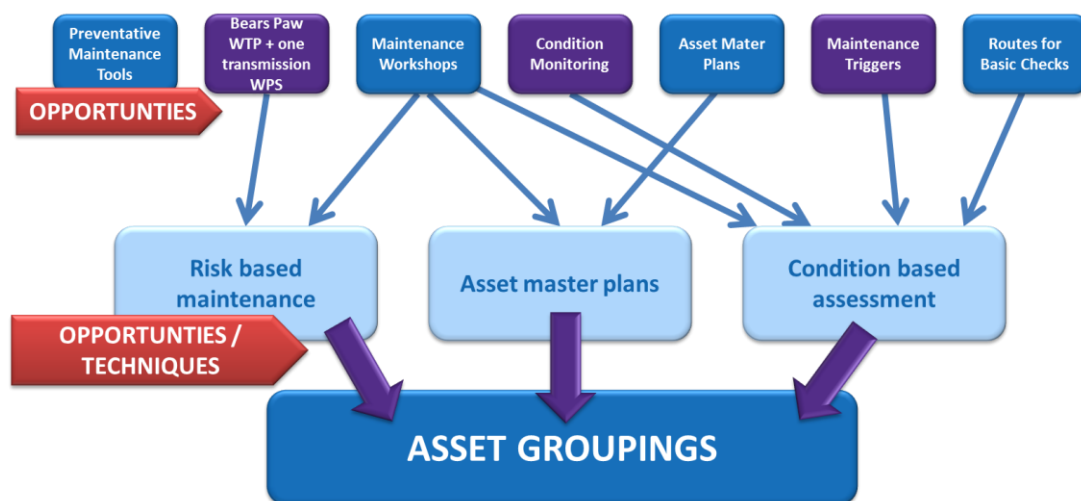 Preventative
Maintenance
Tools
Bears Paw
WTP + one
transmission
WPS
Maintenance
Workshops
Condition
Monitoring
Asset Mater
Plans
Maintenance
Triggers
Routes for
Basic Checks
OPPORTUNTIES
Risk based
maintenance
Asset master plans
Condition based
assessment
OPPORTUNTIES /
TECHNIQUES
ASSET GROUPINGS